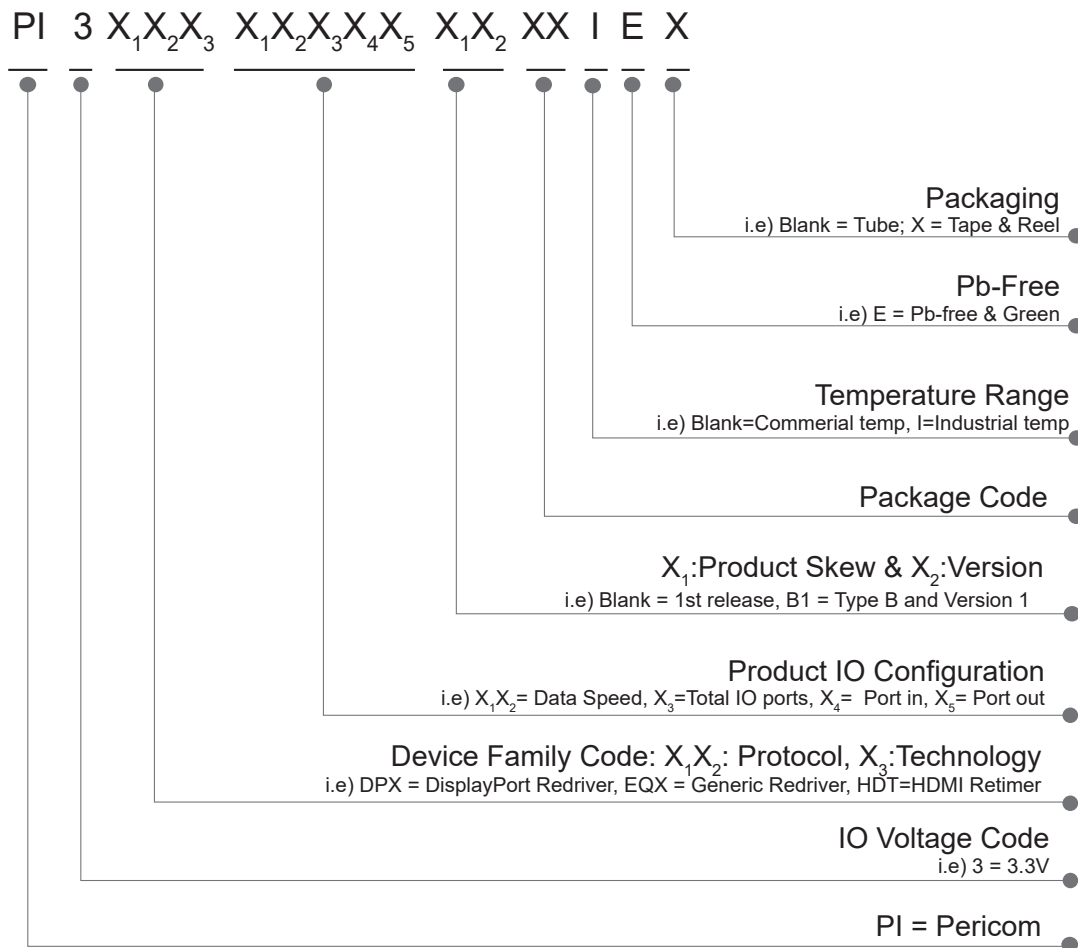 PI 3 X₁X₂X₃ X₁X₂X₃X₄X₅ X₁X₂ XX I E X
Packaging
i.e) Blank = Tube; X = Tape & Reel
Pb-Free
i.e) E = Pb-free & Green
Temperature Range
i.e) Blank=Commerial temp, I=Industrial temp
Package Code
X₁:Product Skew & X₂:Version
i.e) Blank = 1st release, B1 = Type B and Version 1
Product IO Configuration
i.e) X₁X₂= Data Speed, X₃=Total IO ports, X₄= Port in, X₅= Port out
Device Family Code: X₁X₂: Protocol, X₃:Technology
i.e) DPX = DisplayPort Redriver, EQX = Generic Redriver, HDT=HDMI Retimer
IO Voltage Code
i.e) 3 = 3.3V
PI = Pericom